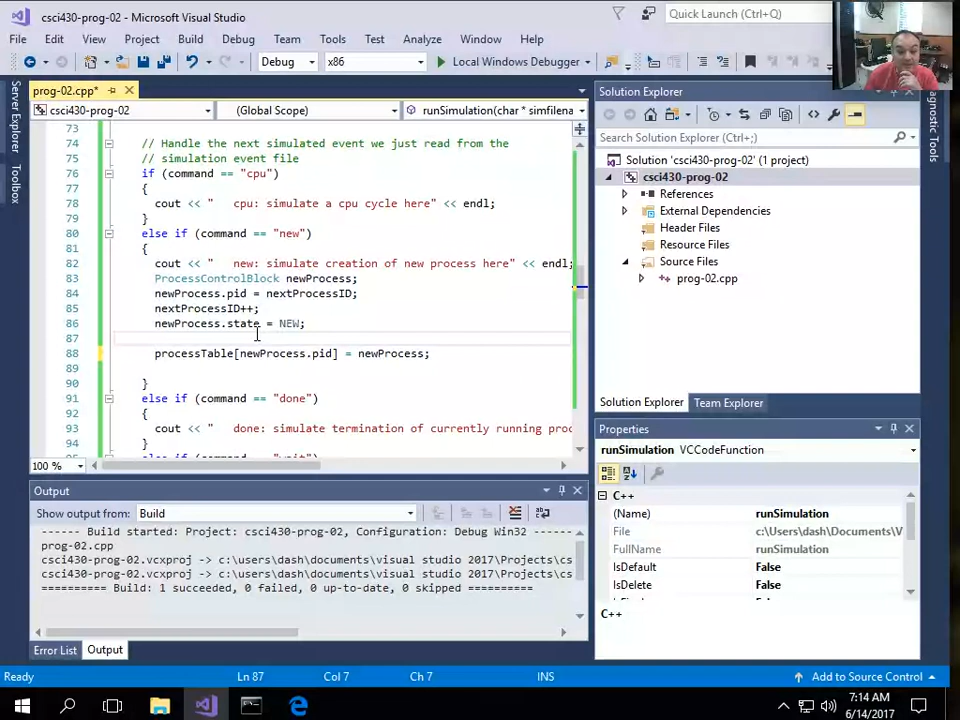 csci430-prog-02 - Microsoft Visual Studio
Quick Launch (Ctrl+Q)
File Edit View Project Build Debug Team Tools Test Analyze Window Help
Debug x86 Local Windows Debugger
prog-02.cpp*
csci430-prog-02 (Global Scope) runSimulation(char * simfilena
73
74 // Handle the next simulated event we just read from the
75 // simulation event file
76 if (command == "cpu")
77 {
78 cout << " cpu: simulate a cpu cycle here" << endl;
79 }
80 else if (command == "new")
81 {
82 cout << " new: simulate creation of new process here" << endl;
83 ProcessControlBlock newProcess;
84 newProcess.pid = nextProcessID;
85 nextProcessID++;
86 newProcess.state = NEW;
87
88 processTable[newProcess.pid] = newProcess;
89
90 }
91 else if (command == "done")
92 {
93 cout << " done: simulate termination of currently running proc
94 }
100 %
Server Explorer
Toolbox
Output
Show output from: Build
------ Build started: Project: csci430-prog-02, Configuration: Debug Win32 ------
prog-02.cpp
csci430-prog-02.vcxproj -> c:\users\dash\documents\visual studio 2017\Projects\cs
csci430-prog-02.vcxproj -> c:\users\dash\documents\visual studio 2017\Projects\cs
========== Build: 1 succeeded, 0 failed, 0 up-to-date, 0 skipped ==========
Error List Output
Solution Explorer
Search Solution Explorer (Ctrl+;)
Solution 'csci430-prog-02' (1 project)
csci430-prog-02
References
External Dependencies
Header Files
Resource Files
Source Files
prog-02.cpp
Solution Explorer Team Explorer
Properties
runSimulation VCCodeFunction
C++
(Name) runSimulation
File c:\Users\dash\Documents\V
FullName runSimulation
IsDefault False
IsDelete False
False
C++
agnostic Tools
Ready Ln 87 Col 7 Ch 7 INS Add to Source Control
7:14 AM
6/14/2017